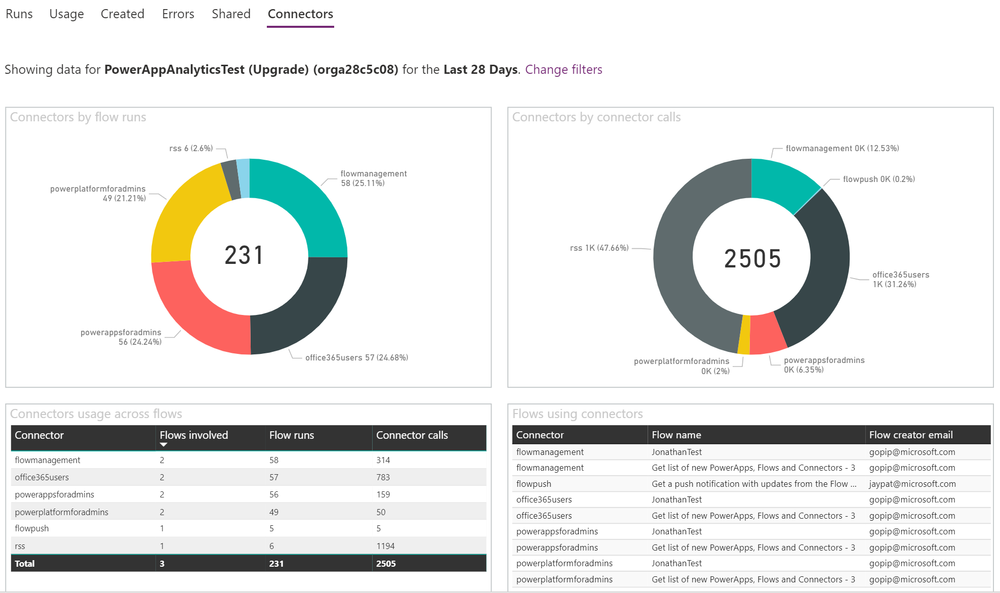 Runs Usage Created Errors Shared Connectors
Showing data for PowerAppAnalyticsTest (Upgrade) (orga28c5c08) for the Last 28 Days. Change filters
Connectors by flow runs
rss 6 (2.6%)
flowmanagement
58 (25.11%)
powerplatformforadmins
49 (21.21%)
231
powerappsforadmins
56 (24.24%)
office365users 57 (24.68%)
Connectors by connector calls
flowmanagement 0K (12.53%)
flowpush 0K (0.2%)
rss 1K (47.66%)
2505
office365users
1K (31.26%)
powerplatformforadmins
0K (2%)
powerappsforadmins
0K (6.35%)
Connectors usage across flows
Connector Flows involved Flow runs Connector calls
flowmanagement 2 58 314
office365users 2 57 783
powerappsforadmins 2 56 159
powerplatformforadmins 2 49 50
flowpush 1 5 5
rss 1 6 1194
Total 3 231 2505
Flows using connectors
Connector Flow name Flow creator email
flowmanagement JonathanTest gopip@microsoft.com
flowmanagement Get list of new PowerApps, Flows and Connectors - 3 gopip@microsoft.com
flowpush Get a push notification with updates from the Flow ... jaypat@microsoft.com
office365users JonathanTest gopip@microsoft.com
office365users Get list of new PowerApps, Flows and Connectors - 3 gopip@microsoft.com
powerappsforadmins JonathanTest gopip@microsoft.com
powerappsforadmins Get list of new PowerApps, Flows and Connectors - 3 gopip@microsoft.com
powerplatformforadmins JonathanTest gopip@microsoft.com
powerplatformforadmins Get list of new PowerApps, Flows and Connectors - 3 gopip@microsoft.com